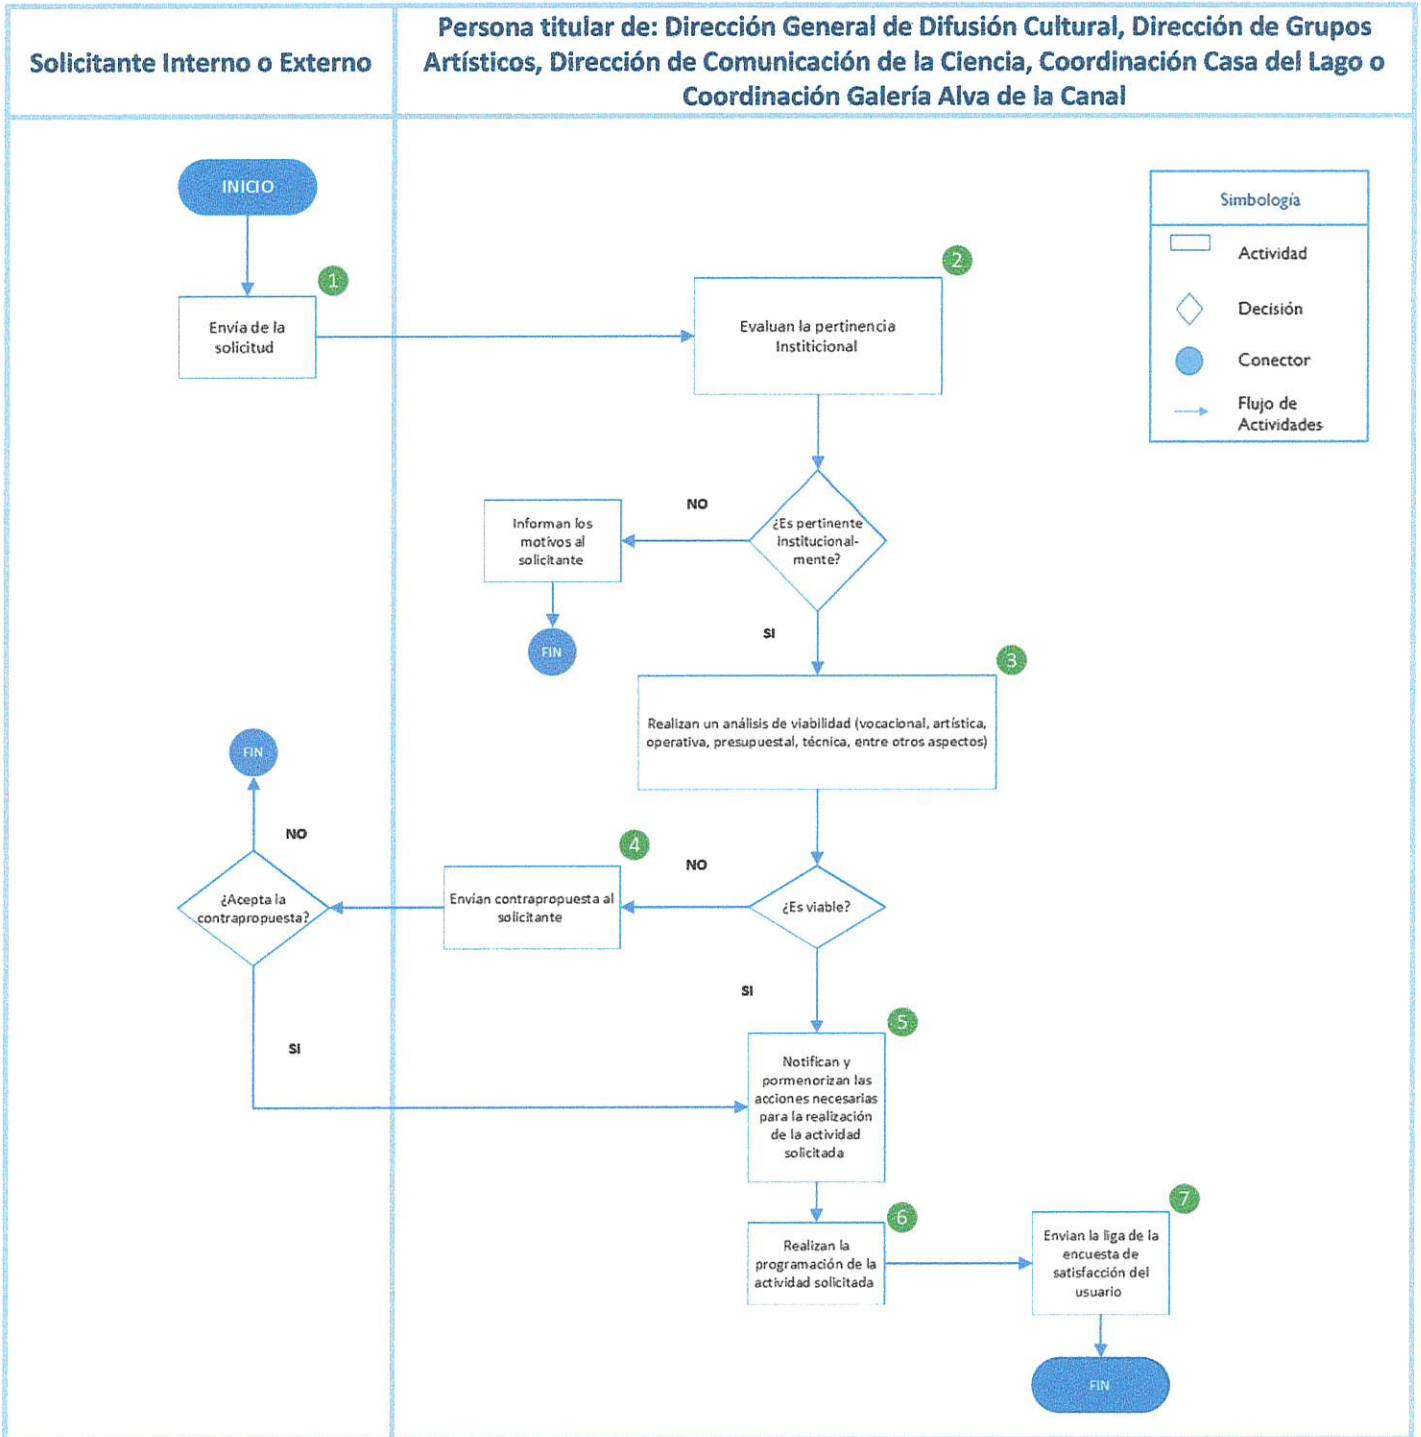 Solicitante Interno o Externo
Persona titular de: Dirección General de Difusión Cultural, Dirección de Grupos
Artísticos, Dirección de Comunicación de la Ciencia, Coordinación Casa del Lago o
Coordinación Galería Alva de la Canal
INICIO
Simbología
Actividad
Decisión
Conector
Flujo de
Actividades
1
Envía de la
solicitud
2
Evaluan la pertinencia
Institicional
¿Es pertinente
Institucional-
mente?
NO
Informan los
motivos al
solicitante
FIN
SI
3
Realizan un análisis de viabilidad (vocacional, artística,
operativa, presupuestal, técnica, entre otros aspectos)
¿Es viable?
NO
4
Envían contrapropuesta al
solicitante
¿Acepta la
contrapropuesta?
NO
FIN
SI
SI
5
Notifican y
pormenorizan las
acciones necesarias
para la realización
de la actividad
solicitada
6
Realizan la
programación de la
actividad solicitada
7
Envian la liga de la
encuesta de
satisfacción del
usuario
FIN